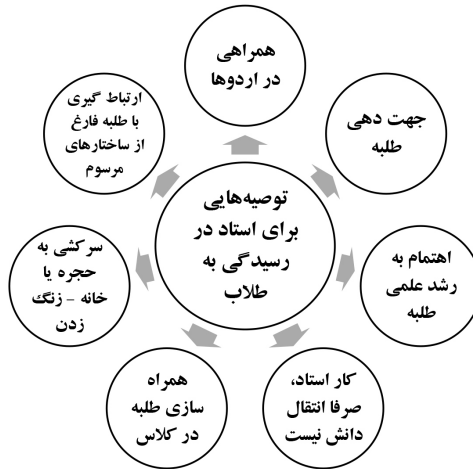 توصیه‌هایی
برای استاد در
رسیدگی به
طلاب
همراهی
در اردوها
جهت دهی
طلبه
اهتمام به
رشد علمی
طلبه
کار استاد،
صرفا انتقال
دانش نیست
همراه
سازی طلبه
در کلاس
سرکشی به
حجره یا
خانه - زنگ
زدن
ارتباط گیری
با طلبه فارغ
از ساختارهای
مرسوم